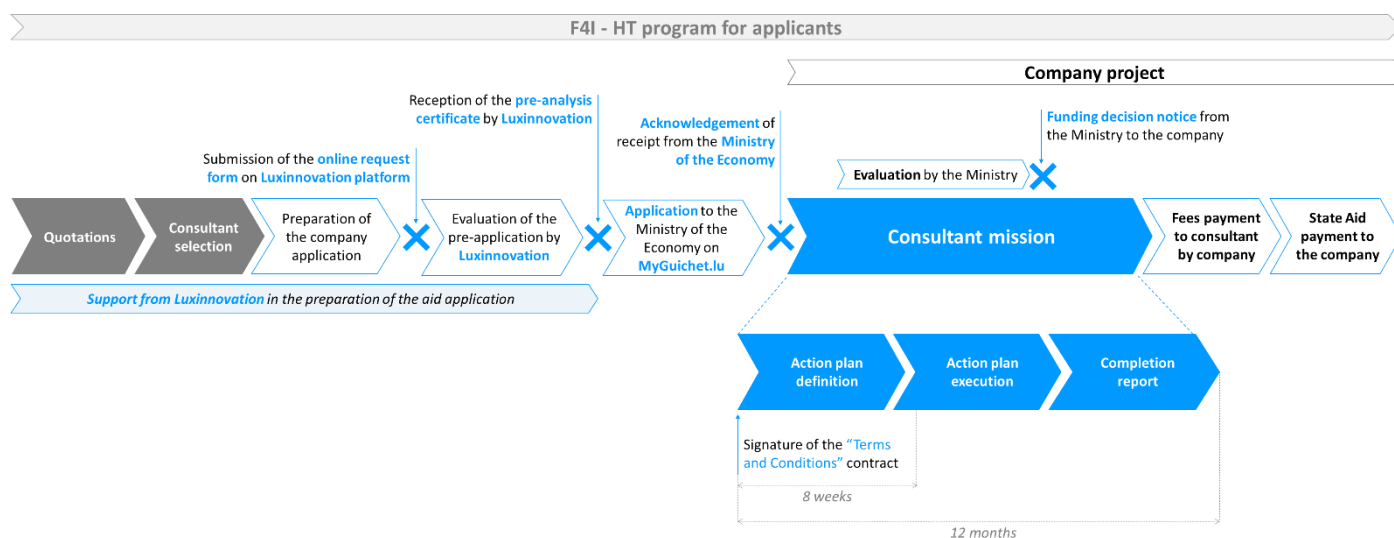 F4I - HT program for applicants
Company project
Reception of the pre-analysis
certificate by Luxinnovation
Acknowledgement of
receipt from the Ministry
of the Economy
Funding decision notice from
the Ministry to the company
Submission of the online request
form on Luxinnovation platform
Evaluation by the Ministry
Quotations
Consultant
selection
Preparation of
the company
application
Evaluation of the
pre-application by
Luxinnovation
Application to the
Ministry of the
Economy on
MyGuichet.lu
Consultant mission
Fees payment
to consultant
by company
State Aid
payment to
the company
Support from Luxinnovation in the preparation of the aid application
Action plan
definition
Action plan
execution
Completion
report
Signature of the “Terms
and Conditions” contract
8 weeks
12 months